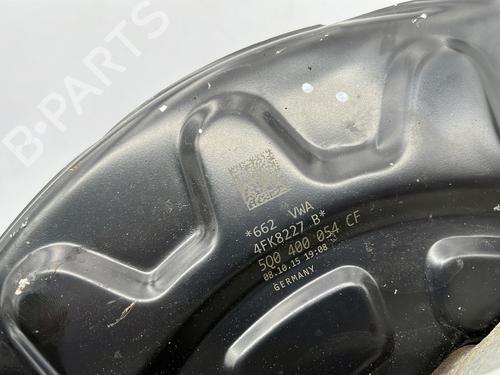 B-PARTS
*662 VWA
4FK8227 B*
5Q0 400 054 CF
08.10.15 19:08
GERMANY